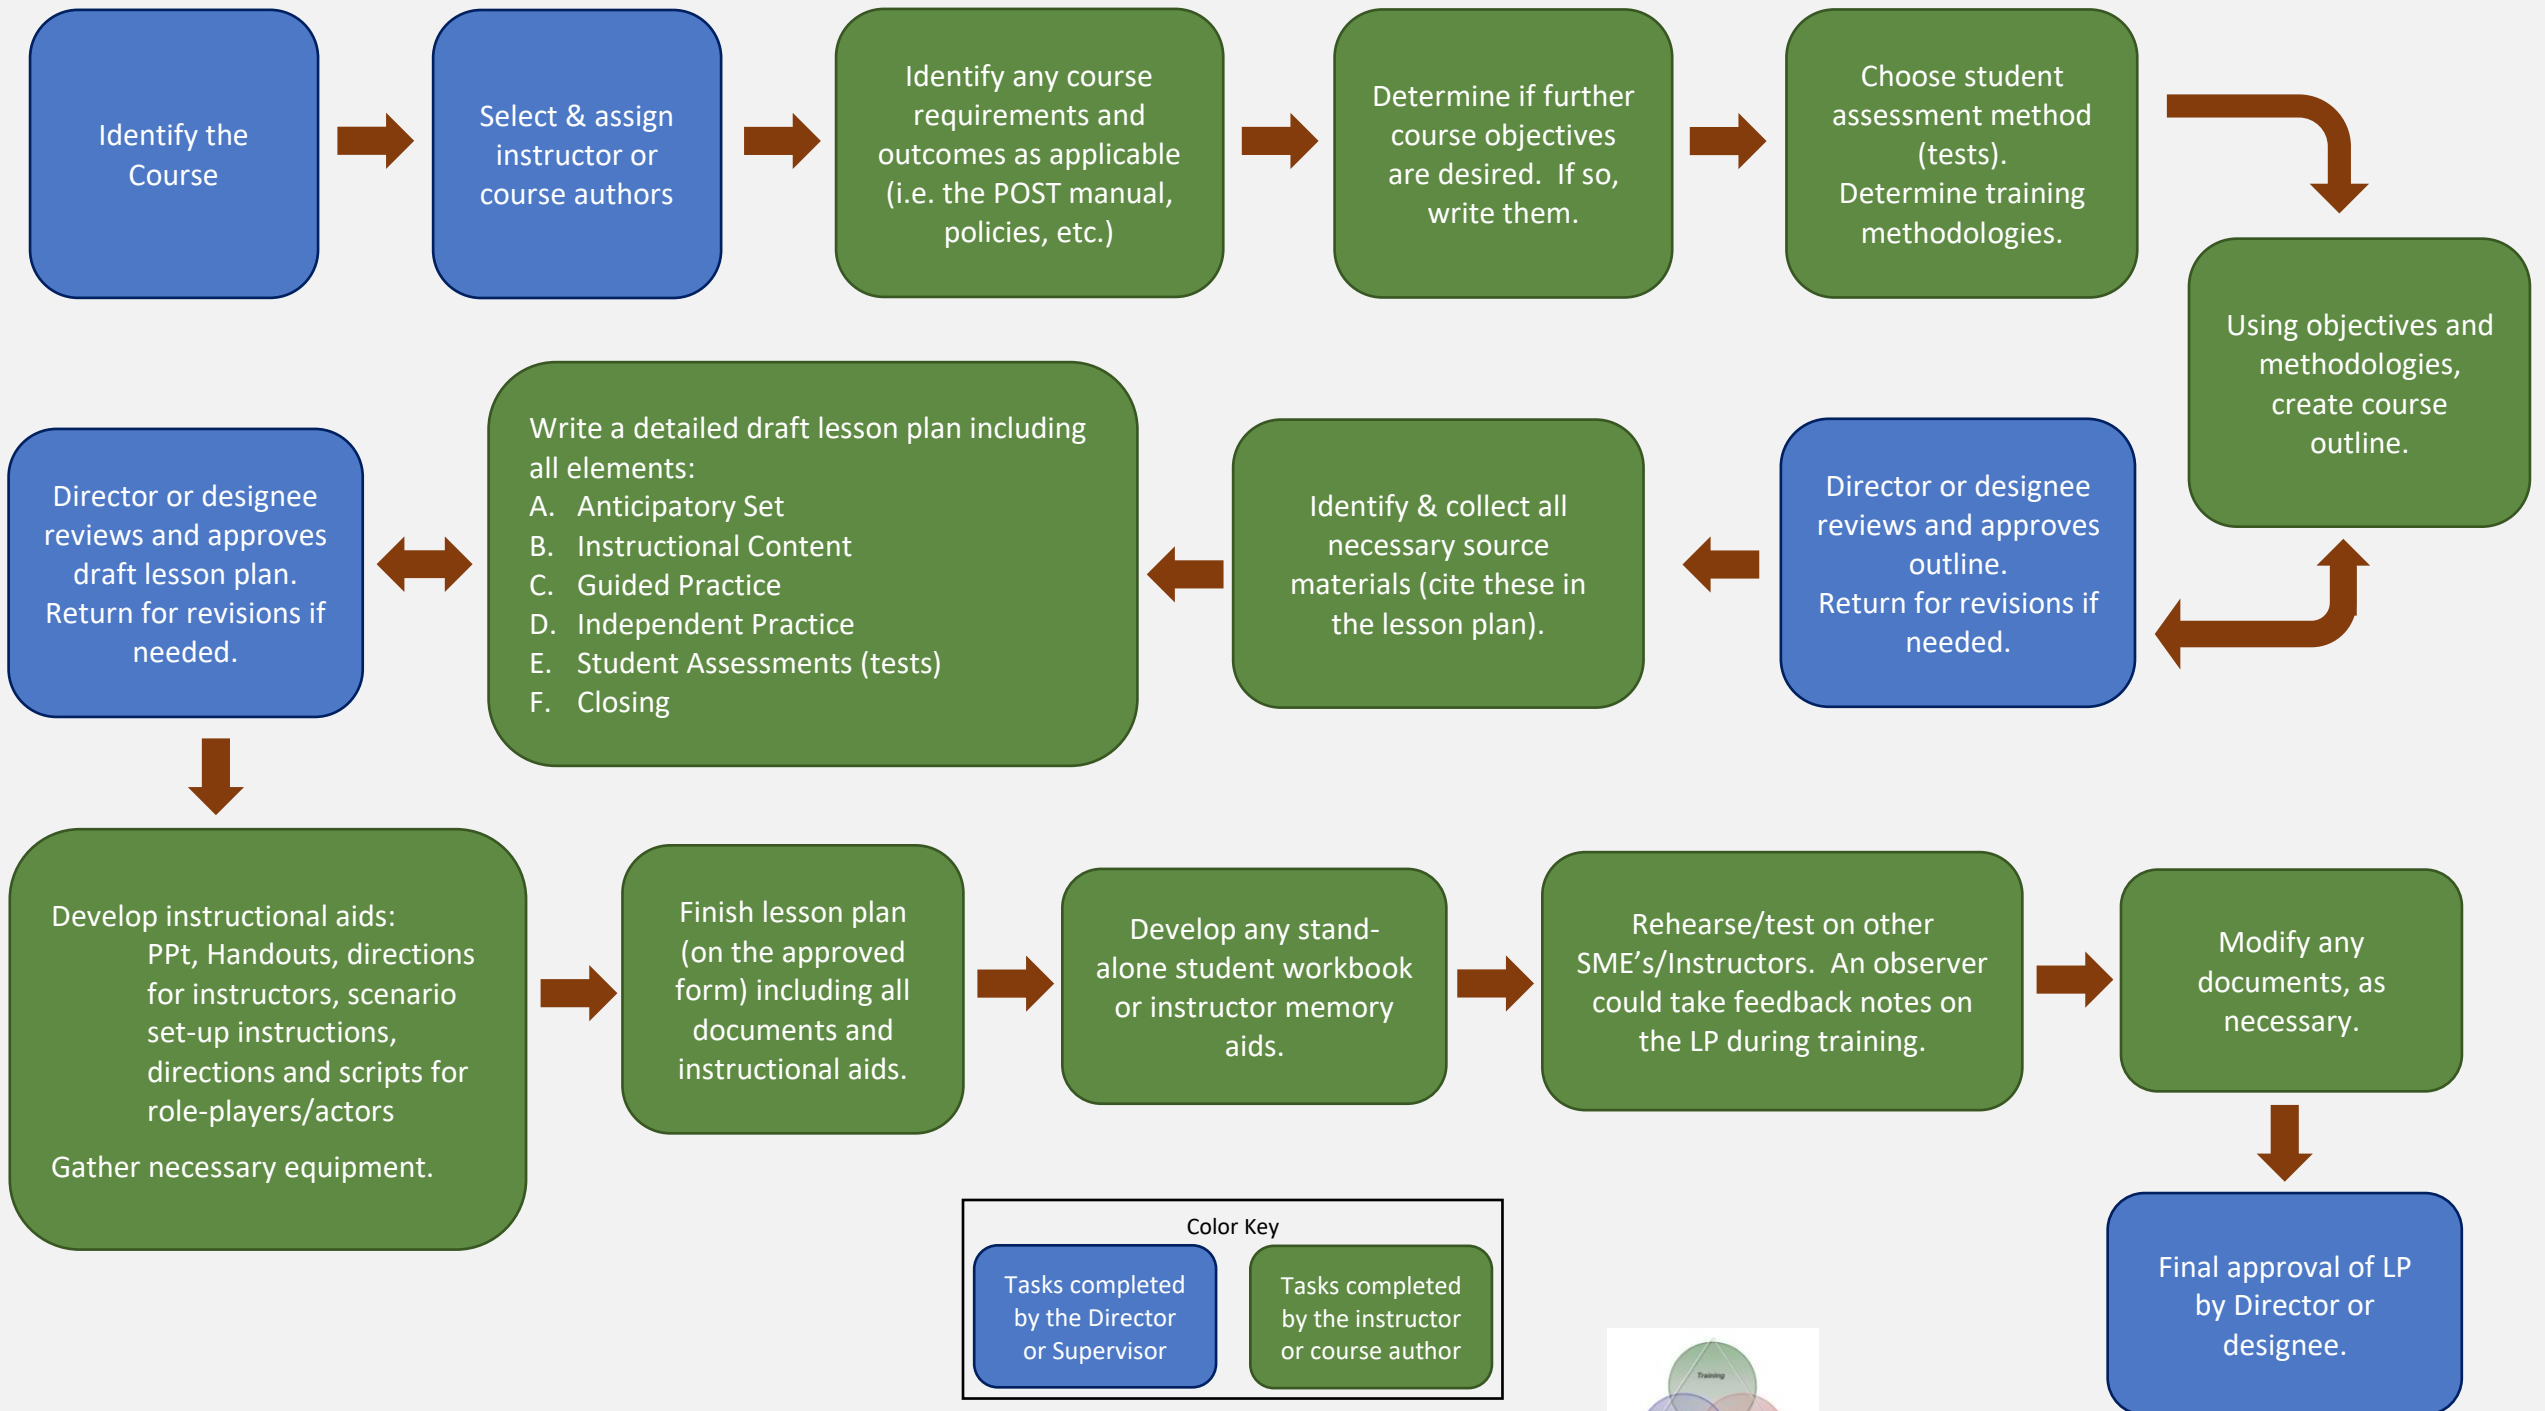 Identify the
Course
Select & assign
instructor or
course authors
Identify any course
requirements and
outcomes as applicable
(i.e. the POST manual,
policies, etc.)
Determine if further
course objectives
are desired.  If so,
write them.
Choose student
assessment method
(tests).
Determine training
methodologies.
Using objectives and
methodologies,
create course
outline.
Director or designee
reviews and approves
outline.
Return for revisions if
needed.
Identify & collect all
necessary source
materials (cite these in
the lesson plan).
Write a detailed draft lesson plan including
all elements:
A. Anticipatory Set
B. Instructional Content
C. Guided Practice
D. Independent Practice
E. Student Assessments (tests)
F. Closing
Director or designee
reviews and approves
draft lesson plan.
Return for revisions if
needed.
Develop instructional aids:
PPt, Handouts, directions
for instructors, scenario
set-up instructions,
directions and scripts for
role-players/actors
Gather necessary equipment.
Finish lesson plan
(on the approved
form) including all
documents and
instructional aids.
Develop any stand-
alone student workbook
or instructor memory
aids.
Rehearse/test on other
SME's/Instructors.  An observer
could take feedback notes on
the LP during training.
Modify any
documents, as
necessary.
Final approval of LP
by Director or
designee.
Color Key
Tasks completed
by the Director
or Supervisor
Tasks completed
by the instructor
or course author
Training